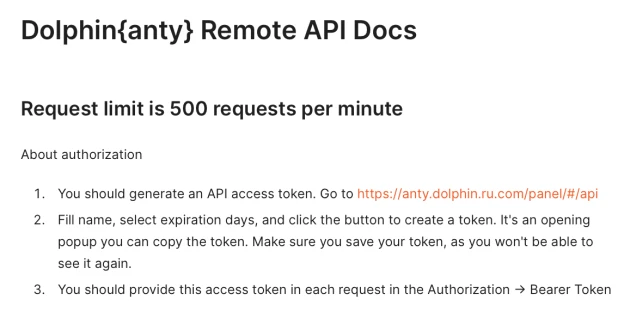 Dolphin{anty} Remote API Docs
Request limit is 500 requests per minute
About authorization
1. You should generate an API access token. Go to https://anty.dolphin.ru.com/panel/#/api
2. Fill name, select expiration days, and click the button to create a token. It's an opening
popup you can copy the token. Make sure you save your token, as you won't be able to
see it again.
3. You should provide this access token in each request in the Authorization → Bearer Token